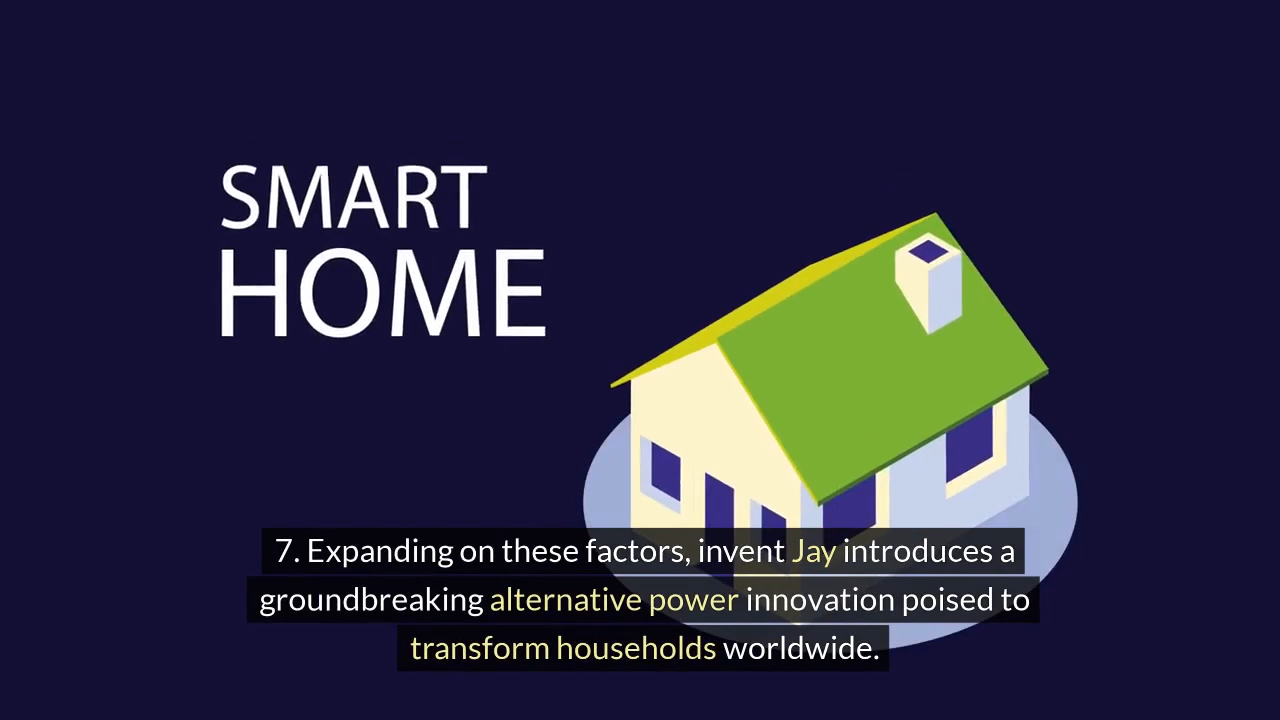 SMART
HOME
7. Expanding on these factors, invent Jay introduces a
groundbreaking alternative power innovation poised to
transform households worldwide.